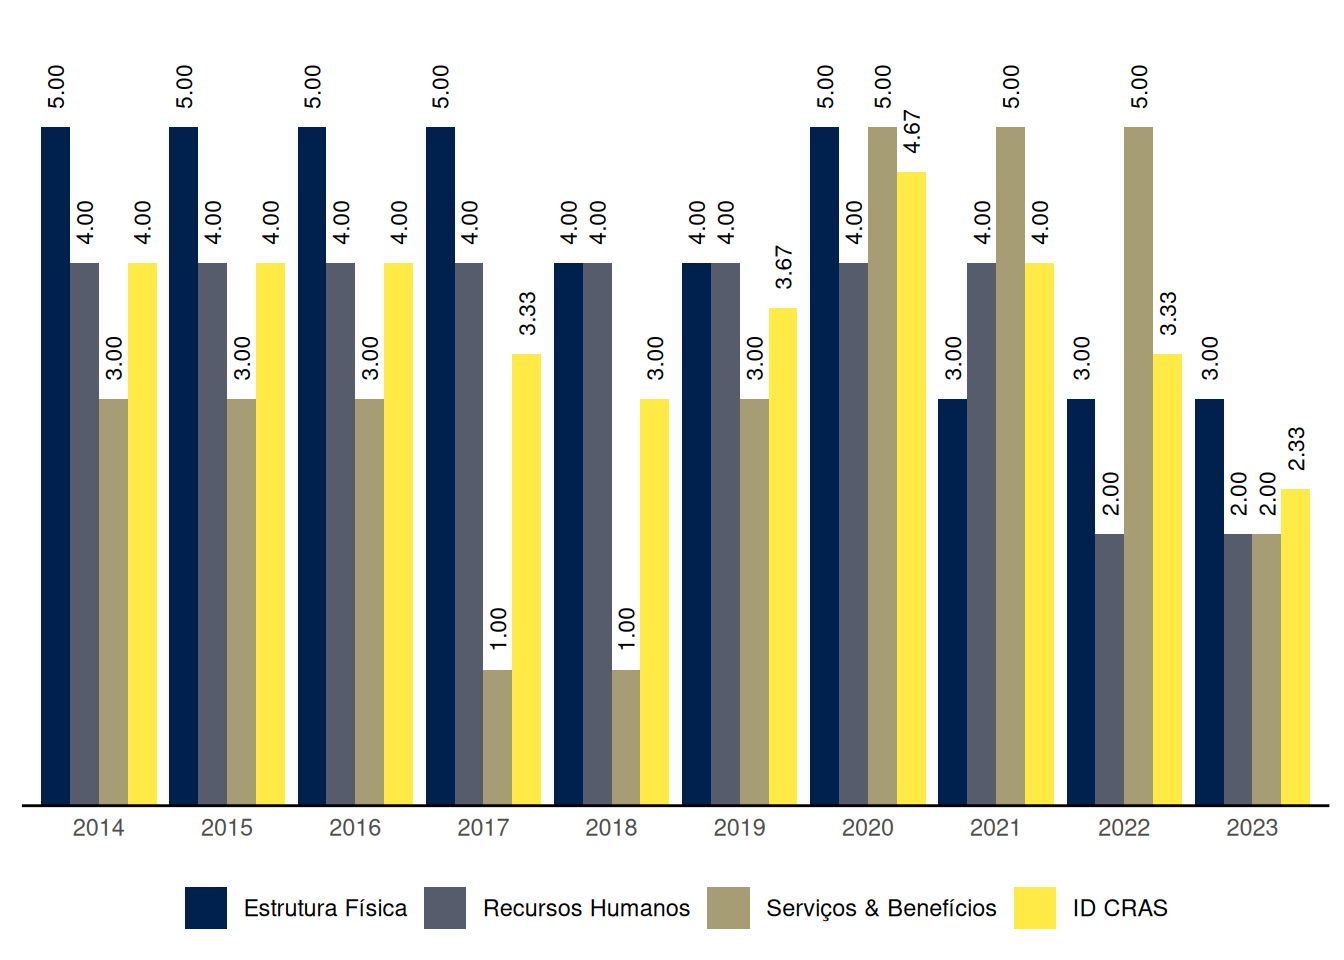 5.00 4.00 3.00 4.00 5.00 4.00 3.00 4.00 5.00 4.00 3.00 4.00 5.00 4.00 1.00 3.33 4.00 4.00 1.00 3.00 4.00 4.00 3.00 3.67 5.00 4.00 5.00 4.67 3.00 4.00 5.00 4.00 3.00 2.00 5.00 3.33 3.00 2.00 2.00 2.33
2014 2015 2016 2017 2018 2019 2020 2021 2022 2023
Estrutura Física Recursos Humanos Serviços & Benefícios ID CRAS